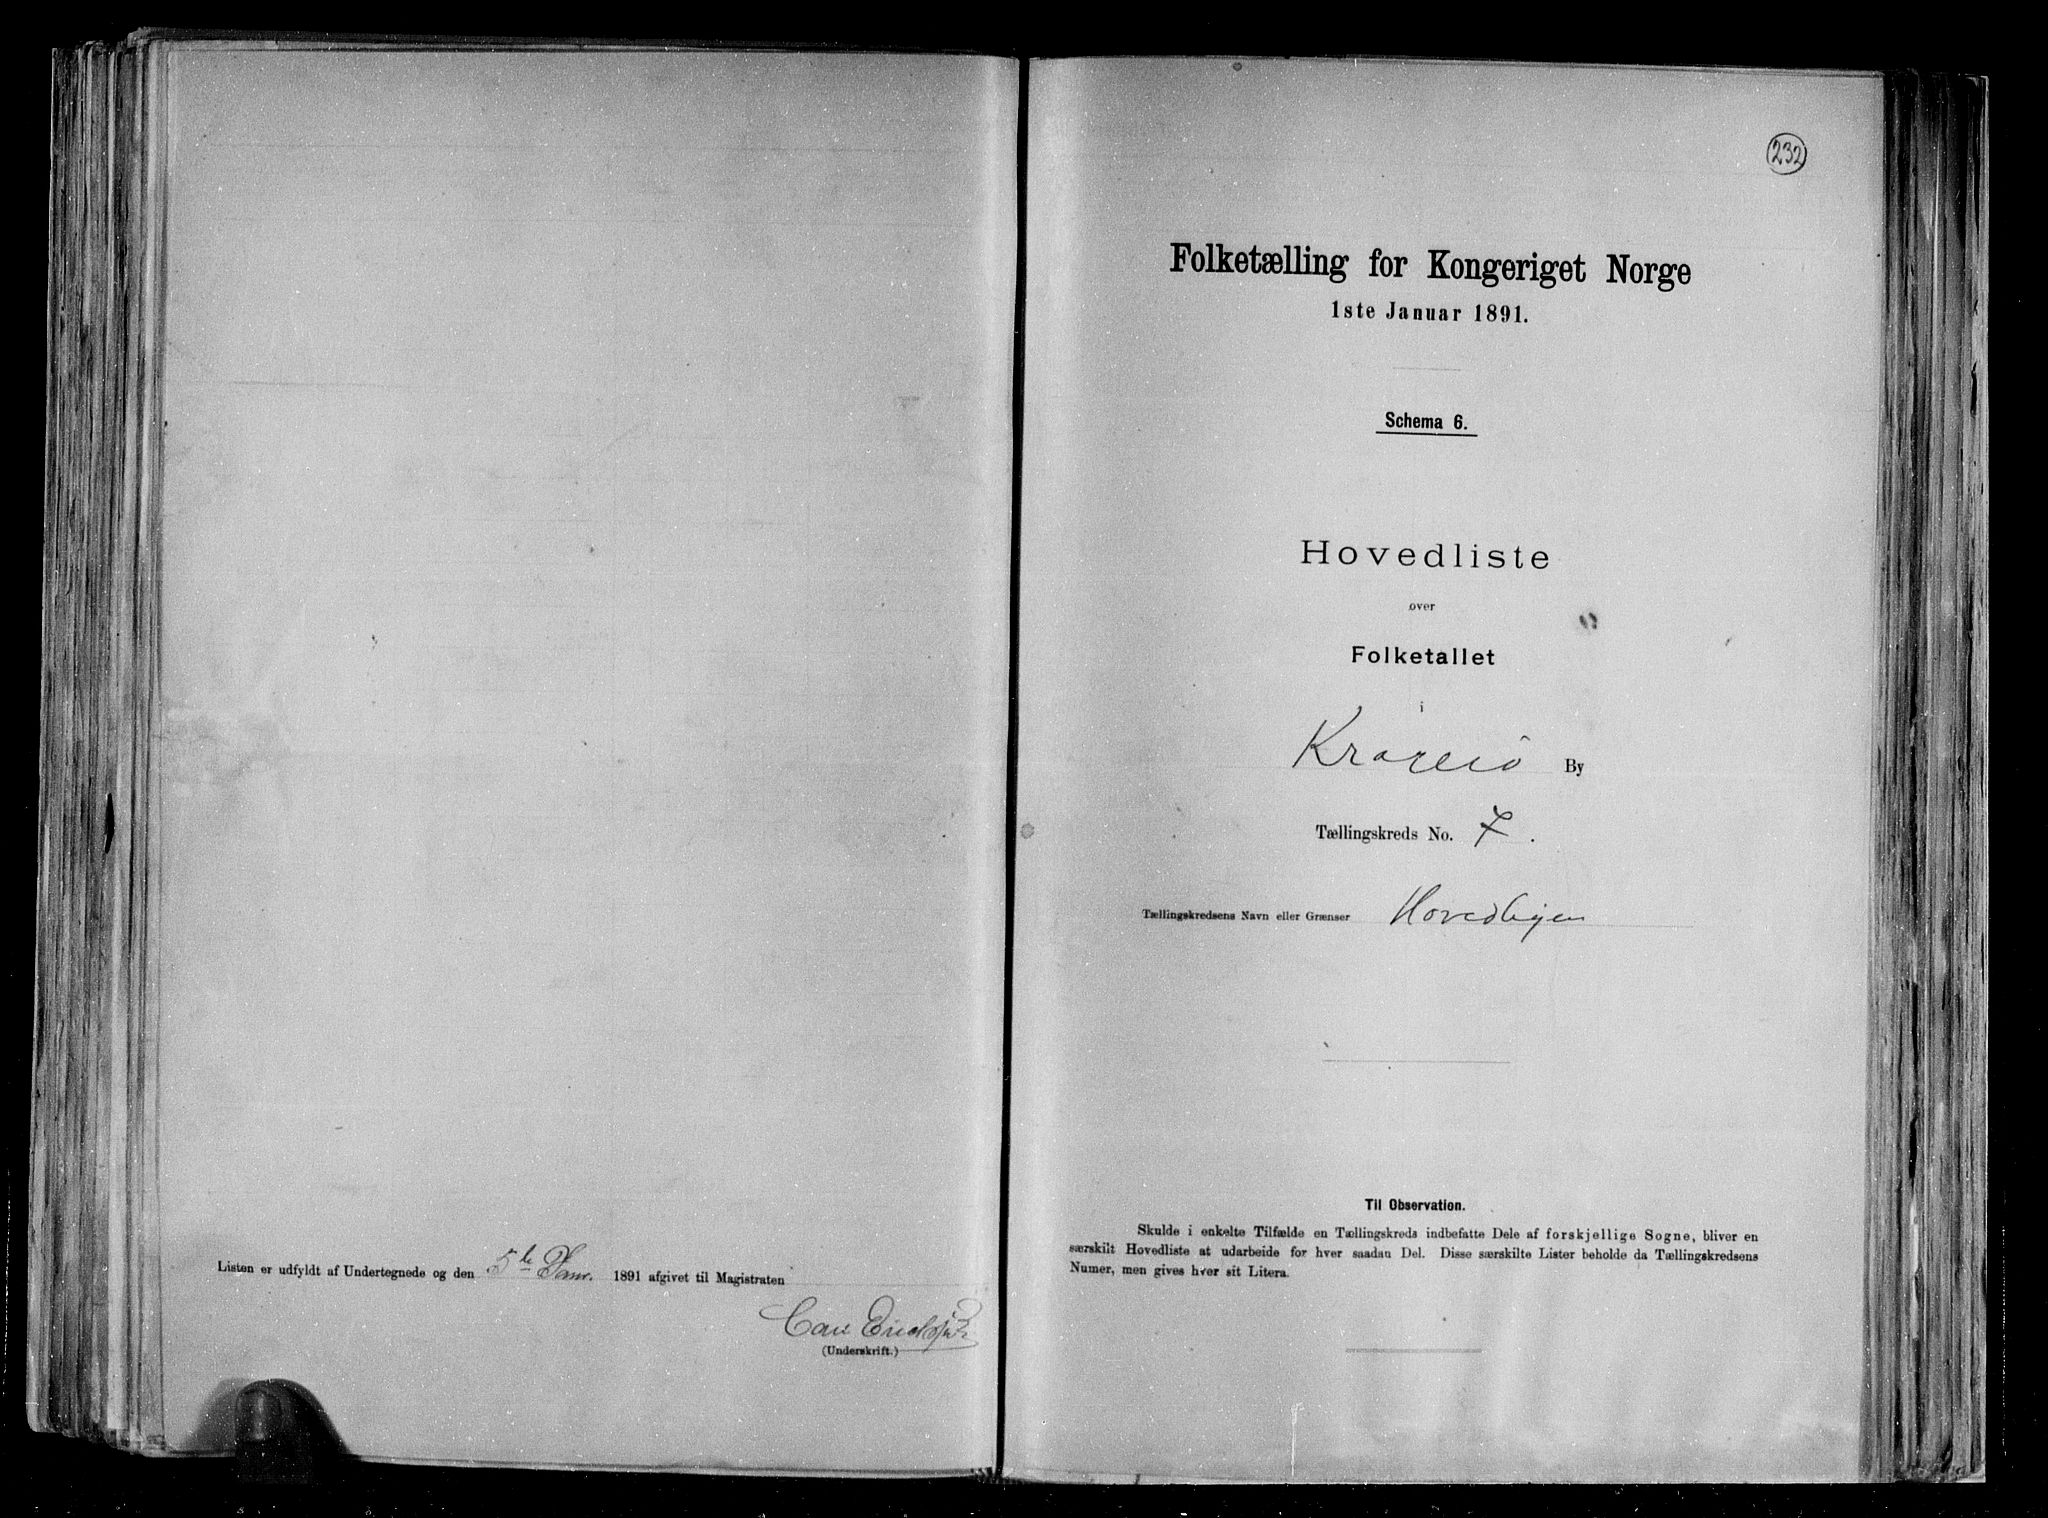 Listen er udfyldt af Undertegnede og den 5te Janr. 1891 afgivet til Magistraten
(Underskrift.)
232
Folketælling for Kongeriget Norge
1ste Januar 1891.
Schema 6.
Hovedliste
over
Folketallet
i
Kragerö By
Tællingskreds No. 7.
Tællingskredsens Navn eller Grænser Hovedbyen
Til Observation.
Skulde i enkelte Tilfælde en Tællingskreds indbefatte Dele af forskjellige Sogne, bliver en
særskilt Hovedliste at udarbeide for hver saadan Del. Disse særskilte Lister beholde da Tællingskredsens
Numer, men gives hver sit Litera.